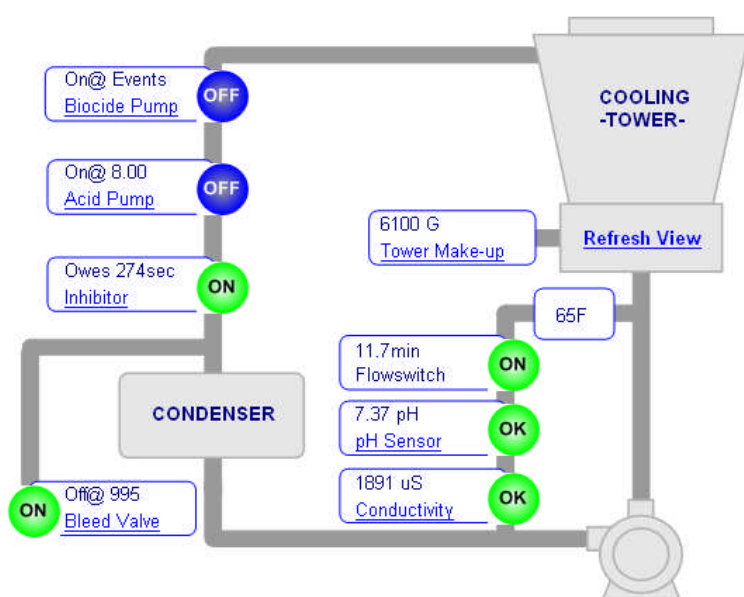 On@ Events
Biocide Pump
OFF
COOLING
-TOWER-
On@ 8.00
Acid Pump
OFF
6100 G
Tower Make-up
Refresh View
Owes 274sec
Inhibitor
ON
65F
11.7min
Flowswitch
ON
CONDENSER
7.37 pH
pH Sensor
OK
1891 uS
Conductivity
OK
ON
Off@ 995
Bleed Valve